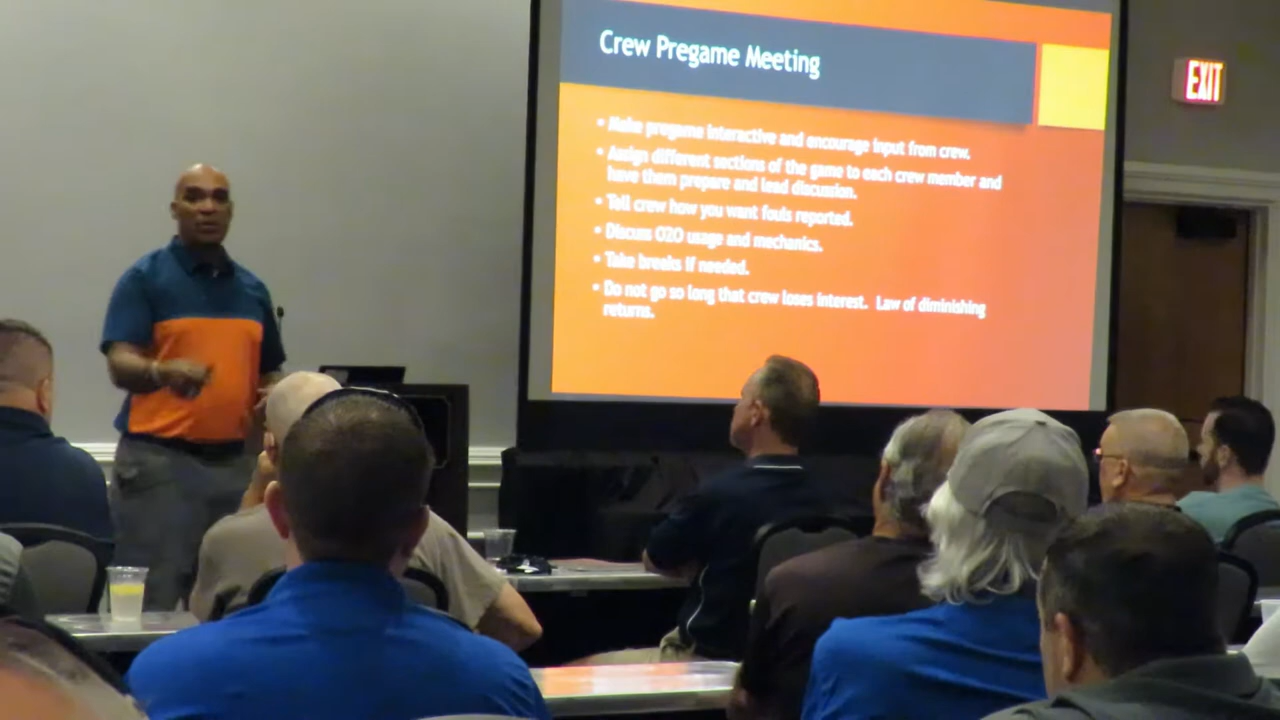 Crew Pregame Meeting
EXIT
• Make pregame interactive and encourage input from crew.
• Assign different sections of the game to each crew member and
have them prepare and lead discussion.
• Tell crew how you want fouls reported.
• Discuss O2O usage and mechanics.
• Take breaks if needed.
• Do not go so long that crew loses interest. Law of diminishing
returns.